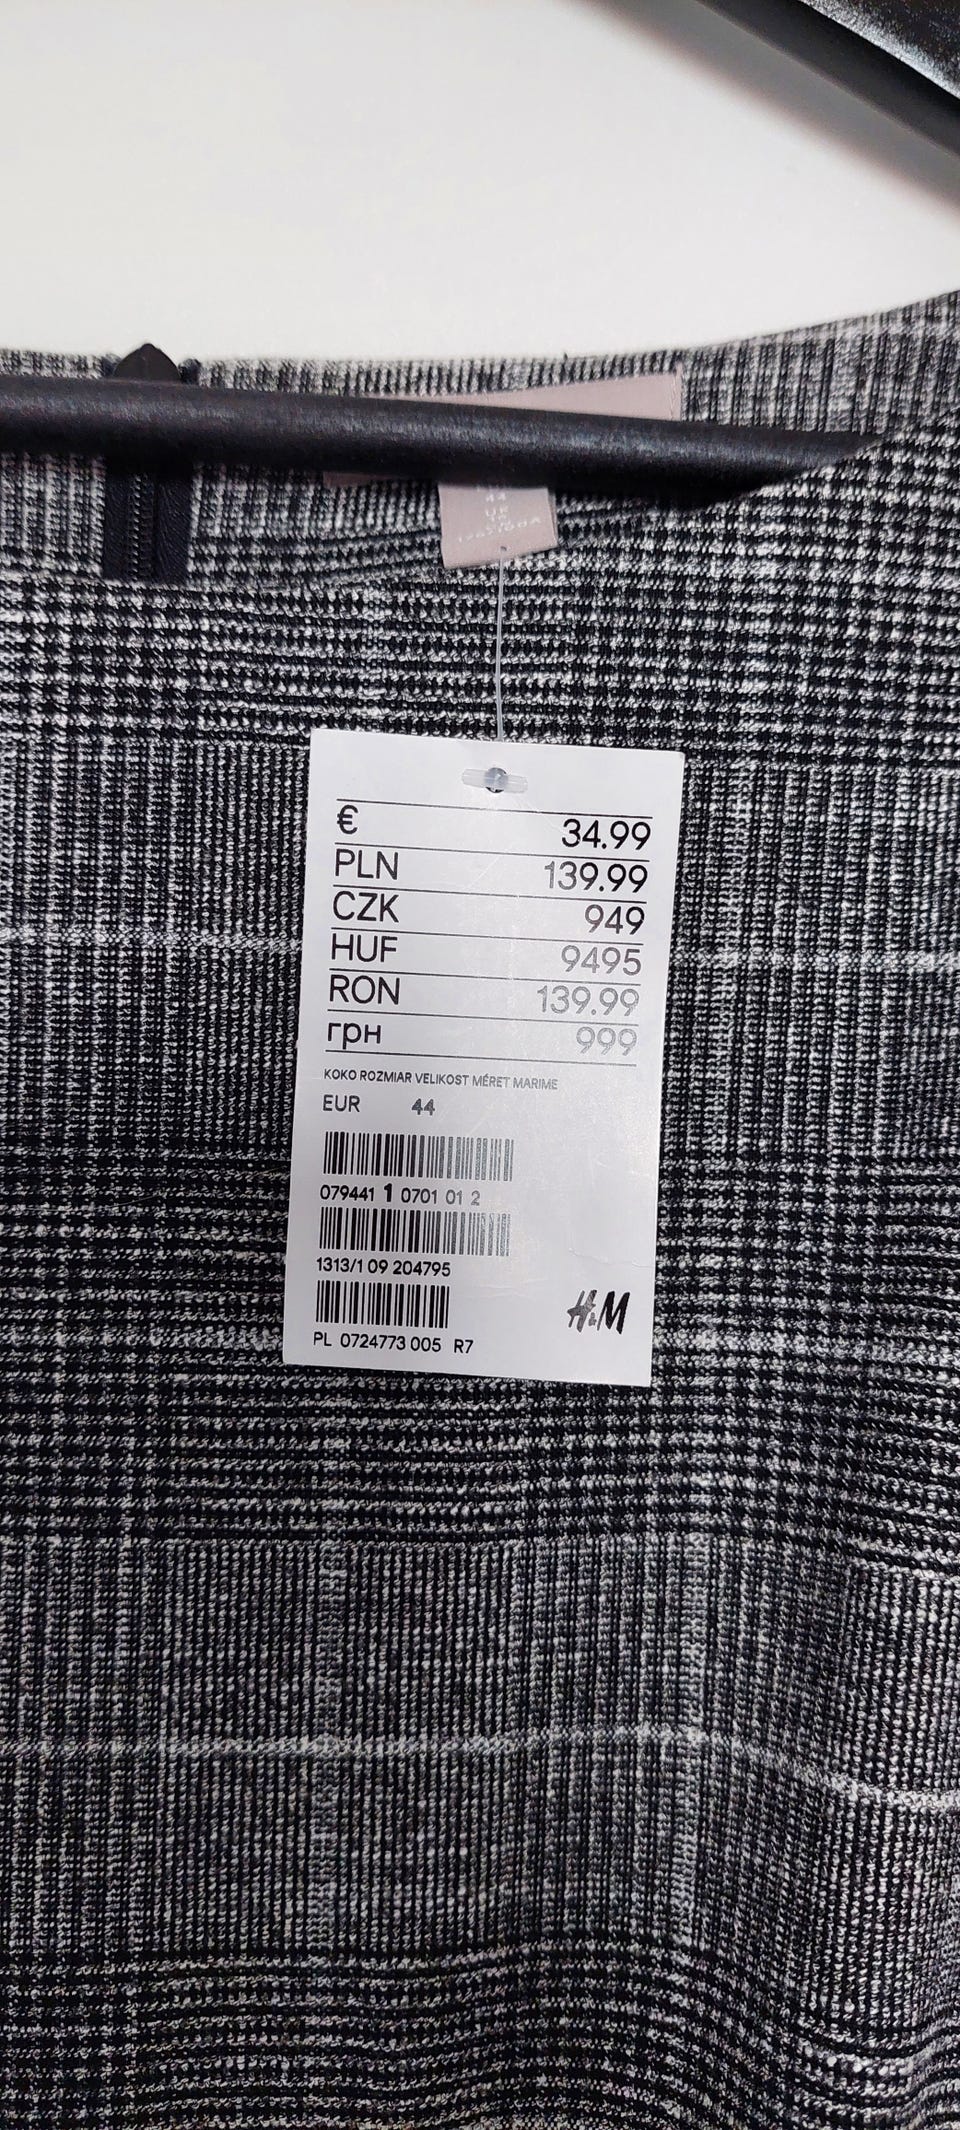 44
€ 34.99
PLN 139.99
CZK 949
HUF 9495
RON 139.99
грн 999
KOKO ROZMIAR VELIKOST MÉRET MARIME
EUR 44
079441 1 0701 01 2
1313/1 09 204795
H&M
PL 0724773 005 R7